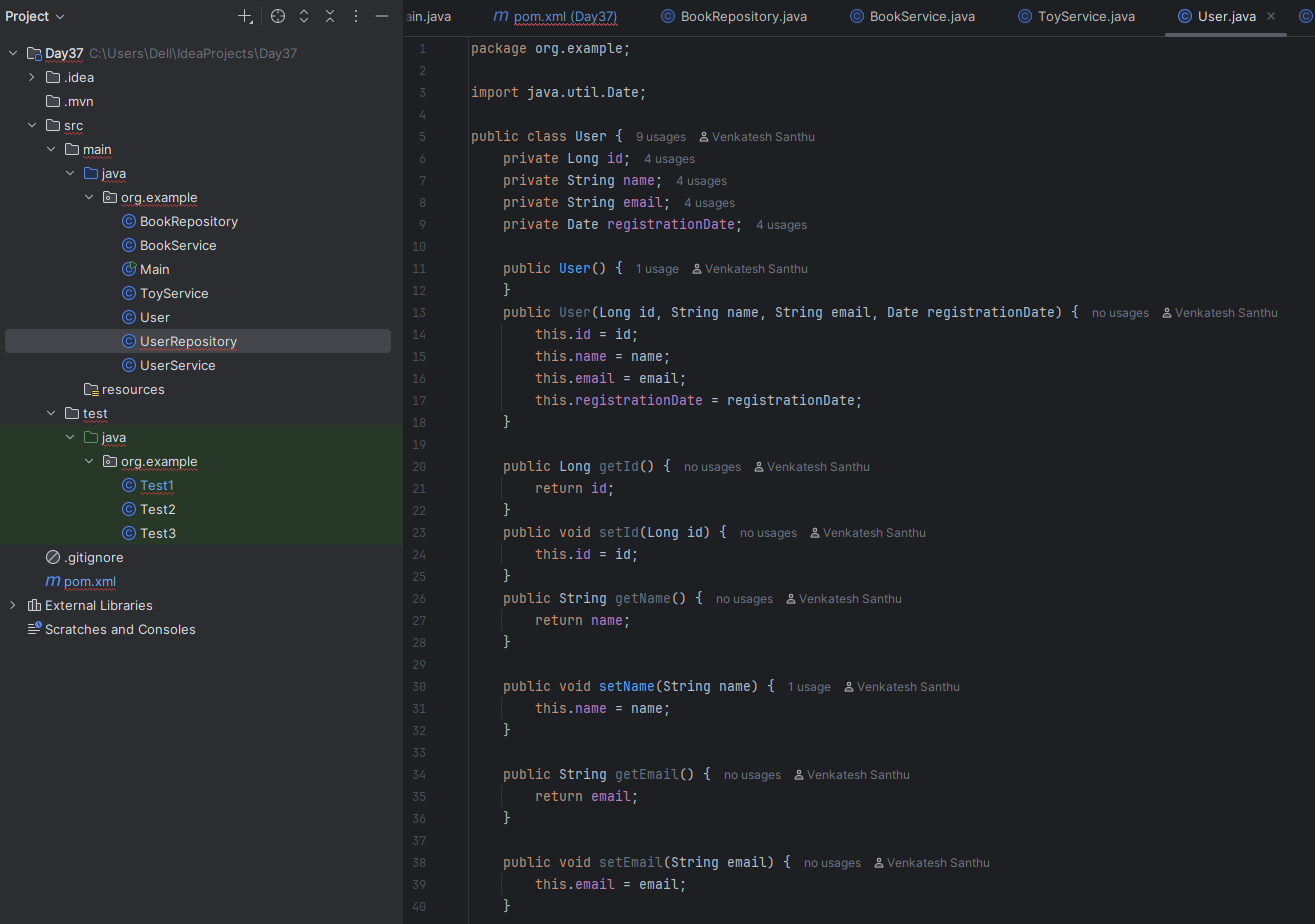 Project
Day37 C:\Users\Dell\IdeaProjects\Day37
.idea
.mvn
src
main
java
org.example
BookRepository
BookService
Main
ToyService
User
UserRepository
UserService
resources
test
java
org.example
Test1
Test2
Test3
.gitignore
pom.xml
External Libraries
Scratches and Consoles
ain.java pom.xml (Day37) BookRepository.java BookService.java ToyService.java User.java
1 package org.example;
2
3 import java.util.Date;
4
5 public class User { 9 usages Venkatesh Santhu
6 private Long id; 4 usages
7 private String name; 4 usages
8 private String email; 4 usages
9 private Date registrationDate; 4 usages
10
11 public User() { 1 usage Venkatesh Santhu
12 }
13 public User(Long id, String name, String email, Date registrationDate) { no usages Venkatesh Santhu
14 this.id = id;
15 this.name = name;
16 this.email = email;
17 this.registrationDate = registrationDate;
18 }
19
20 public Long getId() { no usages Venkatesh Santhu
21 return id;
22 }
23 public void setId(Long id) { no usages Venkatesh Santhu
24 this.id = id;
25 }
26 public String getName() { no usages Venkatesh Santhu
27 return name;
28 }
29
30 public void setName(String name) { 1 usage Venkatesh Santhu
31 this.name = name;
32 }
33
34 public String getEmail() { no usages Venkatesh Santhu
35 return email;
36 }
37
38 public void setEmail(String email) { no usages Venkatesh Santhu
39 this.email = email;
40 }